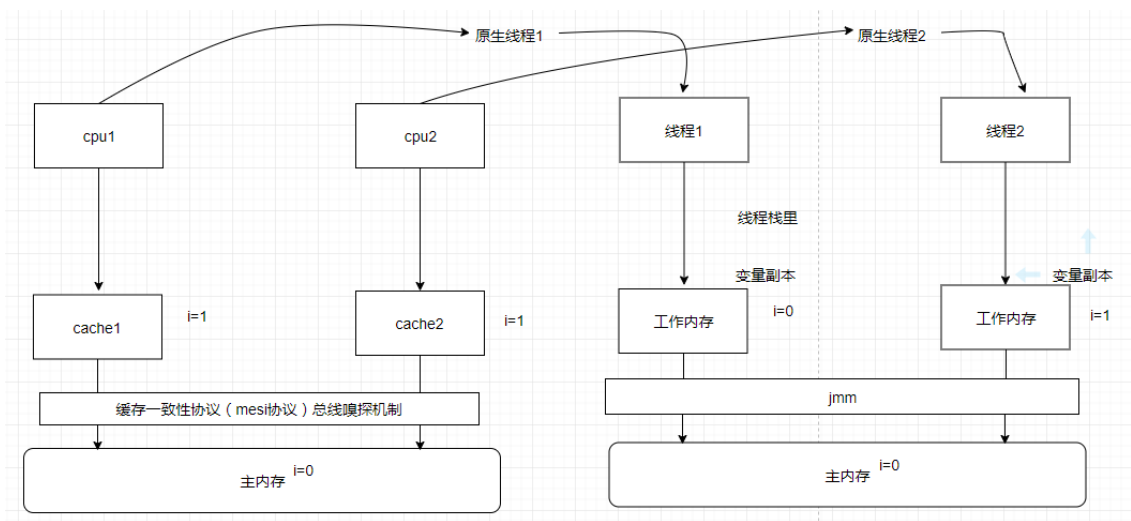 原生线程1
原生线程2
cpu1
cpu2
线程1
线程2
线程栈里
变量副本
变量副本
cache1
i=1
cache2
i=1
工作内存
i=0
工作内存
i=1
缓存一致性协议（mesi协议）总线嗅探机制
jmm
主内存
i=0
主内存
i=0